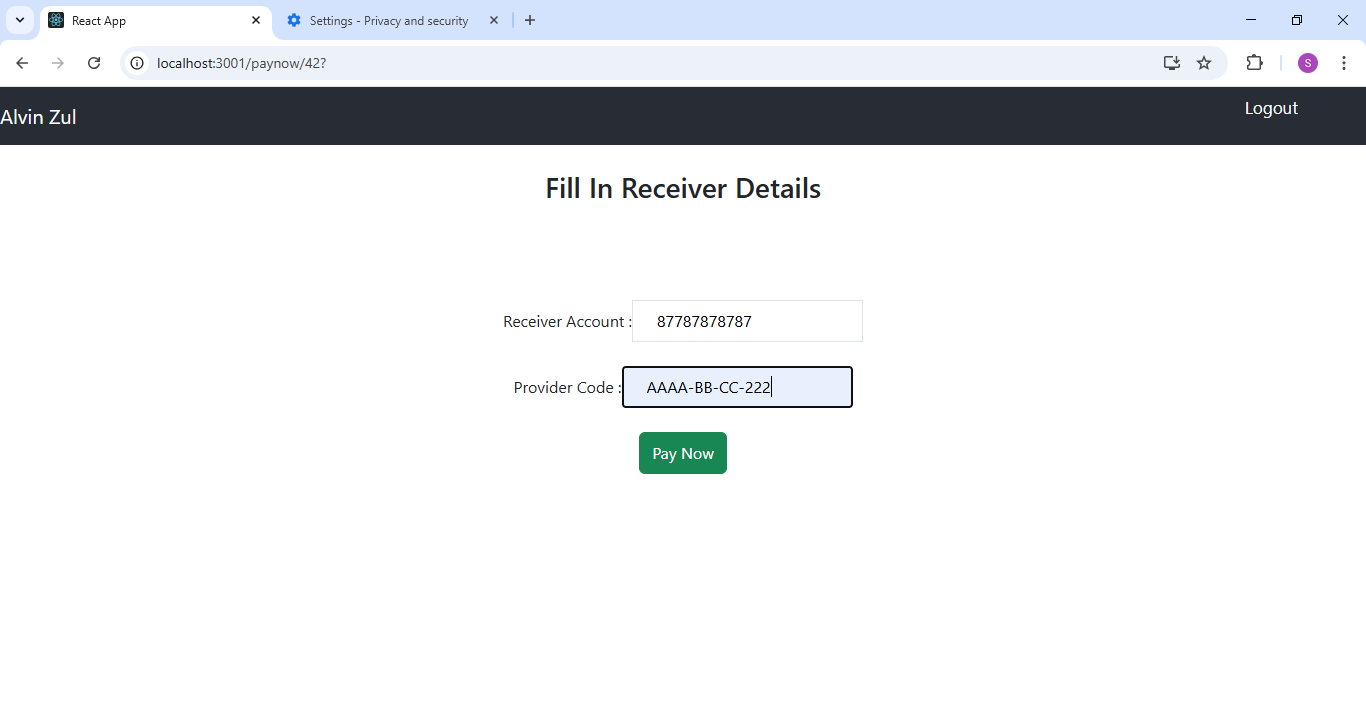 React App
Settings - Privacy and security
localhost:3001/paynow/42?
S
Alvin Zul
Logout
Fill In Receiver Details
Receiver Account : 87787878787
Provider Code : AAAA-BB-CC-222
Pay Now